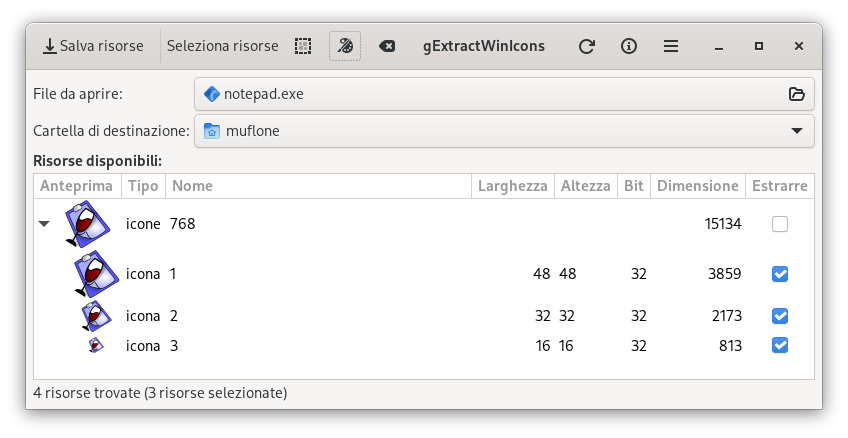 Salva risorse Seleziona risorse gExtractWinIcons
File da aprire: notepad.exe
Cartella di destinazione: muflone
Risorse disponibili:
Anteprima Tipo Nome Larghezza Altezza Bit Dimensione Estrarre
icone 768 15134
icona 1 48 48 32 3859
icona 2 32 32 32 2173
icona 3 16 16 32 813
4 risorse trovate (3 risorse selezionate)